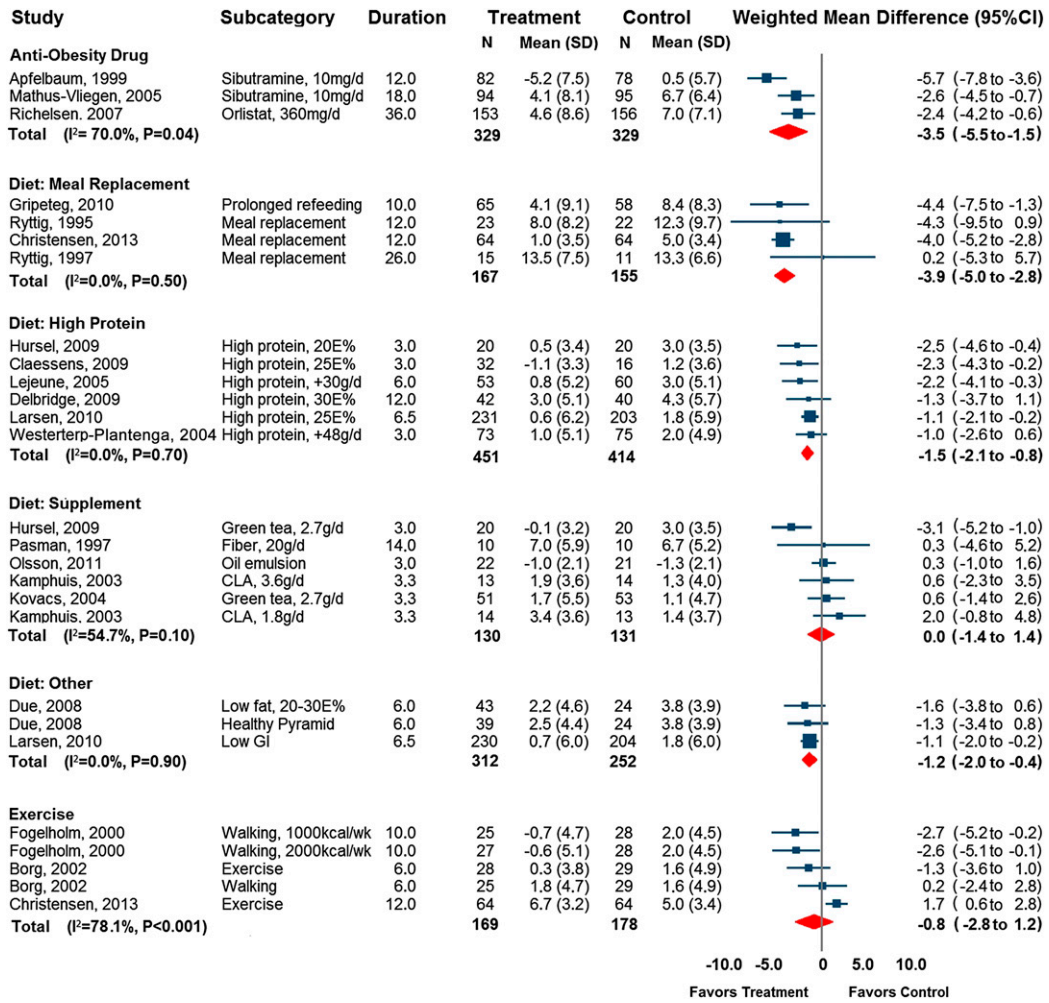 Study Subcategory Duration Treatment Control Weighted Mean Difference (95%CI)
N Mean (SD) N Mean (SD)
Anti-Obesity Drug
Apfelbaum, 1999 Sibutramine, 10mg/d 12.0 82 -5.2 (7.5) 78 0.5 (5.7) -5.7 (-7.8 to -3.6)
Mathus-Vliegen, 2005 Sibutramine, 10mg/d 18.0 94 4.1 (8.1) 95 6.7 (6.4) -2.6 (-4.5 to -0.7)
Richelsen. 2007 Orlistat, 360mg/d 36.0 153 4.6 (8.6) 156 7.0 (7.1) -2.4 (-4.2 to -0.6)
Total (I²= 70.0%, P=0.04) 329 329 -3.5 (-5.5 to -1.5)
Diet: Meal Replacement
Gripeteg, 2010 Prolonged refeeding 10.0 65 4.1 (9.1) 58 8.4 (8.3) -4.4 (-7.5 to -1.3)
Ryttig, 1995 Meal replacement 12.0 23 8.0 (8.2) 22 12.3 (9.7) -4.3 (-9.5 to 0.9)
Christensen, 2013 Meal replacement 12.0 64 1.0 (3.5) 64 5.0 (3.4) -4.0 (-5.2 to -2.8)
Ryttig, 1997 Meal replacement 26.0 15 13.5 (7.5) 11 13.3 (6.6) 0.2 (-5.3 to 5.7)
Total (I²=0.0%, P=0.50) 167 155 -3.9 (-5.0 to -2.8)
Diet: High Protein
Hursel, 2009 High protein, 20E% 3.0 20 0.5 (3.4) 20 3.0 (3.5) -2.5 (-4.6 to -0.4)
Claessens, 2009 High protein, 25E% 3.0 32 -1.1 (3.3) 16 1.2 (3.6) -2.3 (-4.3 to -0.2)
Lejeune, 2005 High protein, +30g/d 6.0 53 0.8 (5.2) 60 3.0 (5.1) -2.2 (-4.1 to -0.3)
Delbridge, 2009 High protein, 30E% 12.0 42 3.0 (5.1) 40 4.3 (5.7) -1.3 (-3.7 to 1.1)
Larsen, 2010 High protein, 25E% 6.5 231 0.6 (6.2) 203 1.8 (5.9) -1.1 (-2.1 to -0.2)
Westerterp-Plantenga, 2004 High protein, +48g/d 3.0 73 1.0 (5.1) 75 2.0 (4.9) -1.0 (-2.6 to 0.6)
Total (I²=0.0%, P=0.70) 451 414 -1.5 (-2.1 to -0.8)
Diet: Supplement
Hursel, 2009 Green tea, 2.7g/d 3.0 20 -0.1 (3.2) 20 3.0 (3.5) -3.1 (-5.2 to -1.0)
Pasman, 1997 Fiber, 20g/d 14.0 10 7.0 (5.9) 10 6.7 (5.2) 0.3 (-4.6 to 5.2)
Olsson, 2011 Oil emulsion 3.0 22 -1.0 (2.1) 21 -1.3 (2.1) 0.3 (-1.0 to 1.6)
Kamphuis, 2003 CLA, 3.6g/d 3.3 13 1.9 (3.6) 14 1.3 (4.0) 0.6 (-2.3 to 3.5)
Kovacs, 2004 Green tea, 2.7g/d 3.3 51 1.7 (5.5) 53 1.1 (4.7) 0.6 (-1.4 to 2.6)
Kamphuis, 2003 CLA, 1.8g/d 3.3 14 3.4 (3.6) 13 1.4 (3.7) 2.0 (-0.8 to 4.8)
Total (I²=54.7%, P=0.10) 130 131 0.0 (-1.4 to 1.4)
Diet: Other
Due, 2008 Low fat, 20-30E% 6.0 43 2.2 (4.6) 24 3.8 (3.9) -1.6 (-3.8 to 0.6)
Due, 2008 Healthy Pyramid 6.0 39 2.5 (4.4) 24 3.8 (3.9) -1.3 (-3.4 to 0.8)
Larsen, 2010 Low GI 6.5 230 0.7 (6.0) 204 1.8 (6.0) -1.1 (-2.0 to -0.2)
Total (I²=0.0%, P=0.90) 312 252 -1.2 (-2.0 to -0.4)
Exercise
Fogelholm, 2000 Walking, 1000kcal/wk 10.0 25 -0.7 (4.7) 28 2.0 (4.5) -2.7 (-5.2 to -0.2)
Fogelholm, 2000 Walking, 2000kcal/wk 10.0 27 -0.6 (5.1) 28 2.0 (4.5) -2.6 (-5.1 to -0.1)
Borg, 2002 Exercise 6.0 28 0.3 (3.8) 29 1.6 (4.9) -1.3 (-3.6 to 1.0)
Borg, 2002 Walking 6.0 25 1.8 (4.7) 29 1.6 (4.9) 0.2 (-2.4 to 2.8)
Christensen, 2013 Exercise 12.0 64 6.7 (3.2) 64 5.0 (3.4) 1.7 (0.6 to 2.8)
Total (I²=78.1%, P<0.001) 169 178 -0.8 (-2.8 to 1.2)
-10.0 -5.0 0 5.0 10.0
Favors Treatment Favors Control